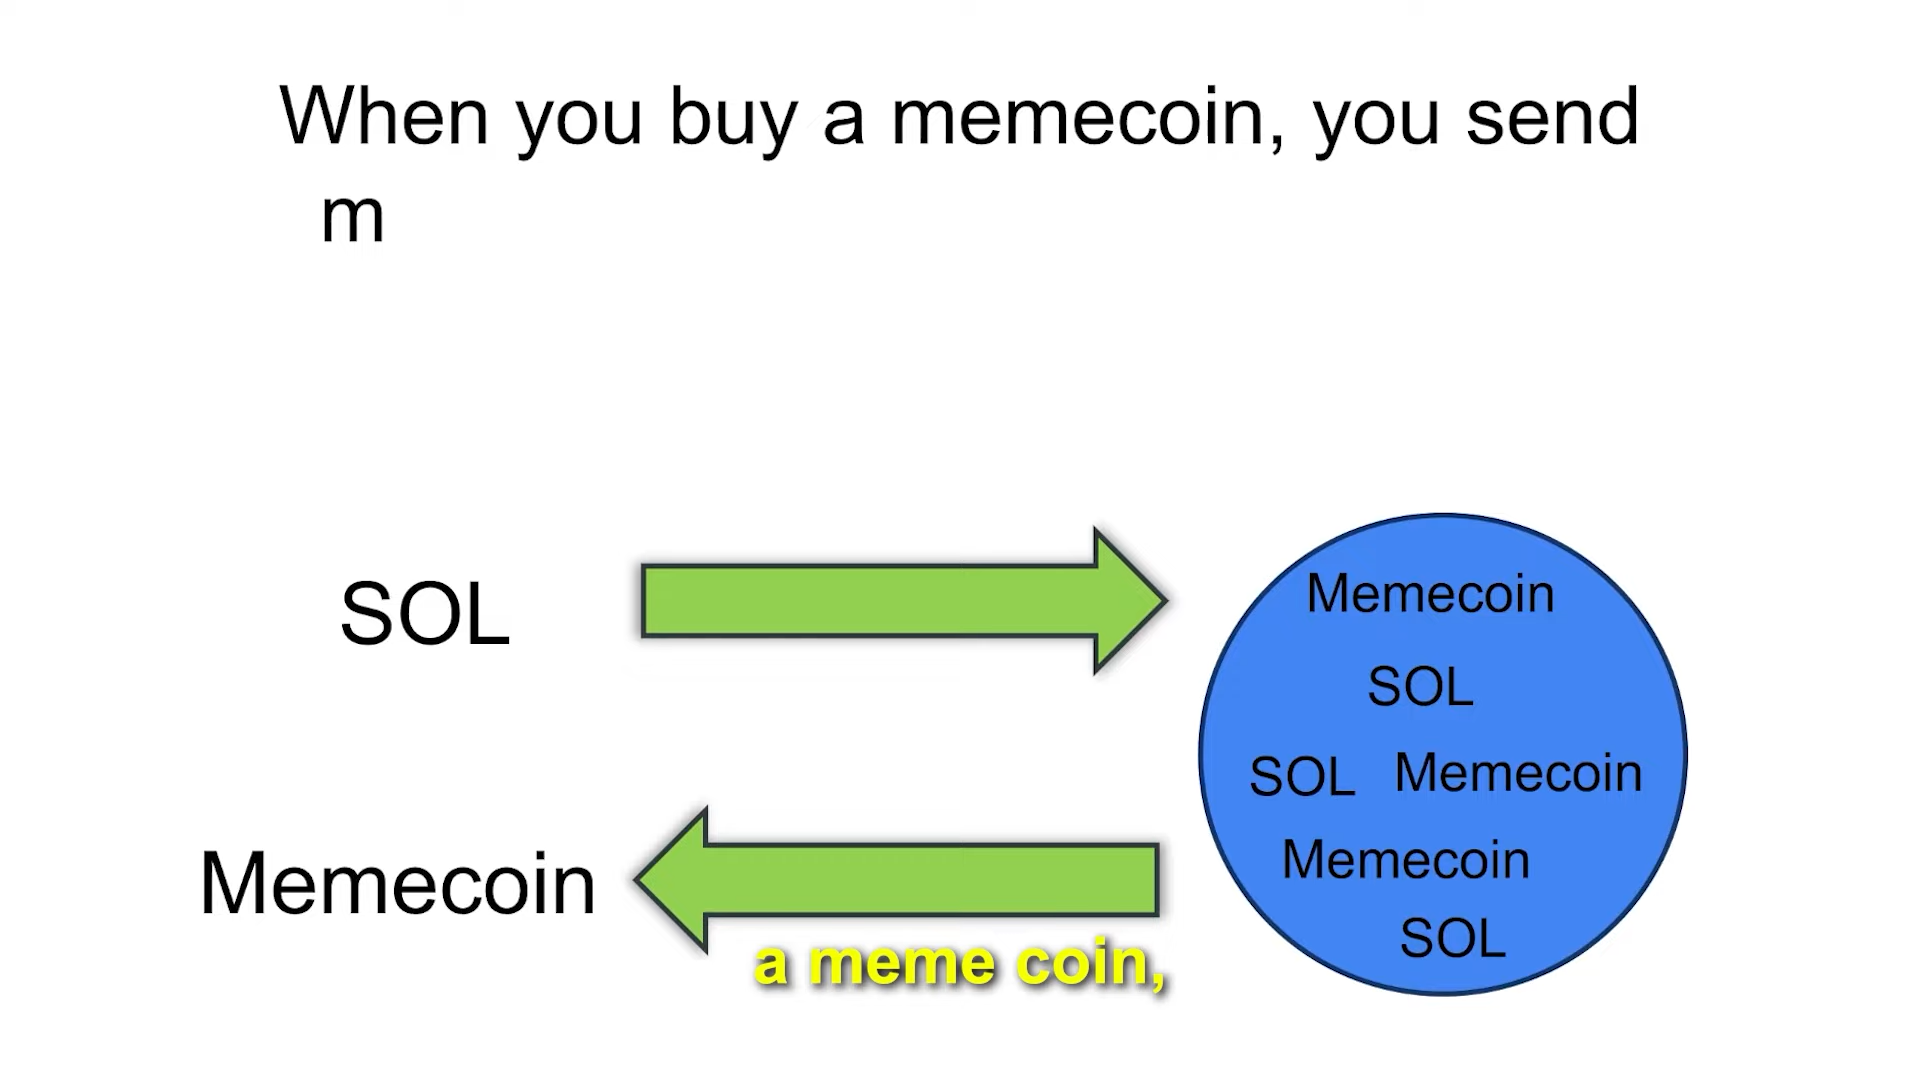 When you buy a memecoin, you send
m
SOL
Memecoin
Memecoin
SOL
SOL Memecoin
Memecoin
SOL
a meme coin,